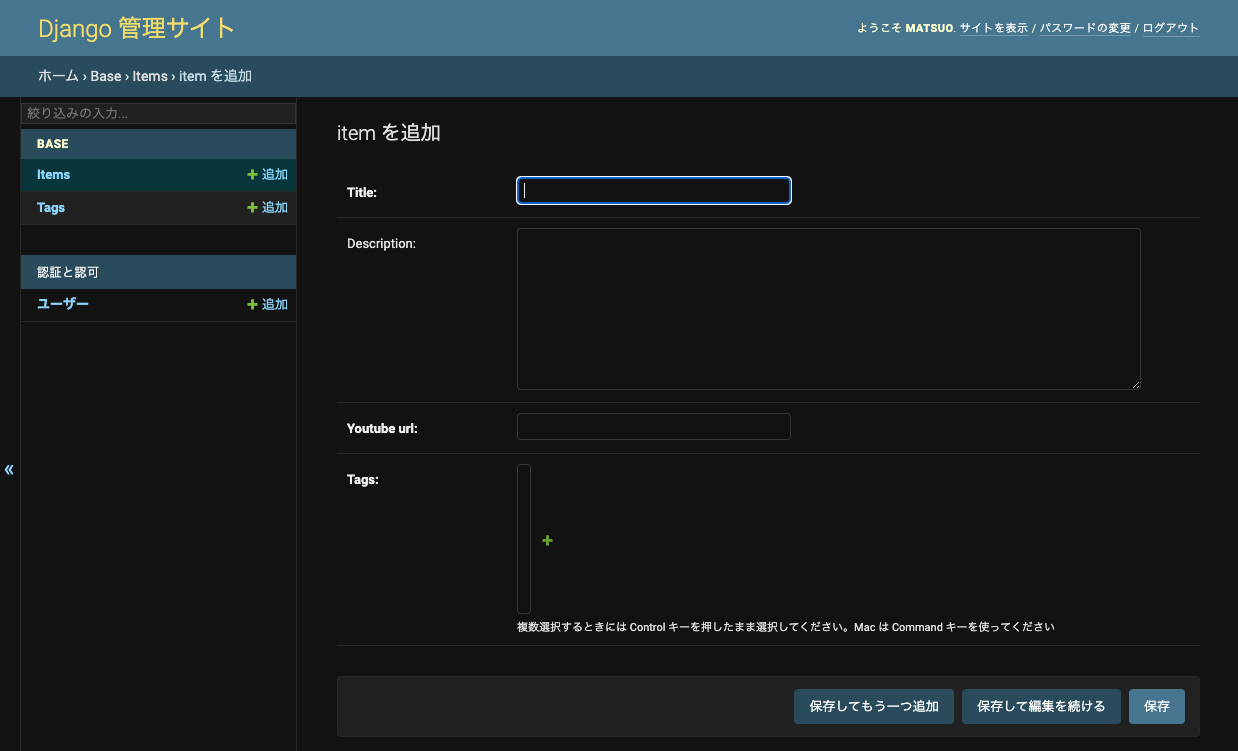 Django 管理サイト
ようこそ MATSUO. サイトを表示 / パスワードの変更 / ログアウト
ホーム › Base › Items › item を追加
絞り込みの入力...
BASE
Items 追加
Tags 追加
認証と認可
ユーザー 追加
«
item を追加
Title:
Description:
Youtube url:
Tags:
複数選択するときには Control キーを押したまま選択してください。Mac は Command キーを使ってください
保存してもう一つ追加 保存して編集を続ける 保存